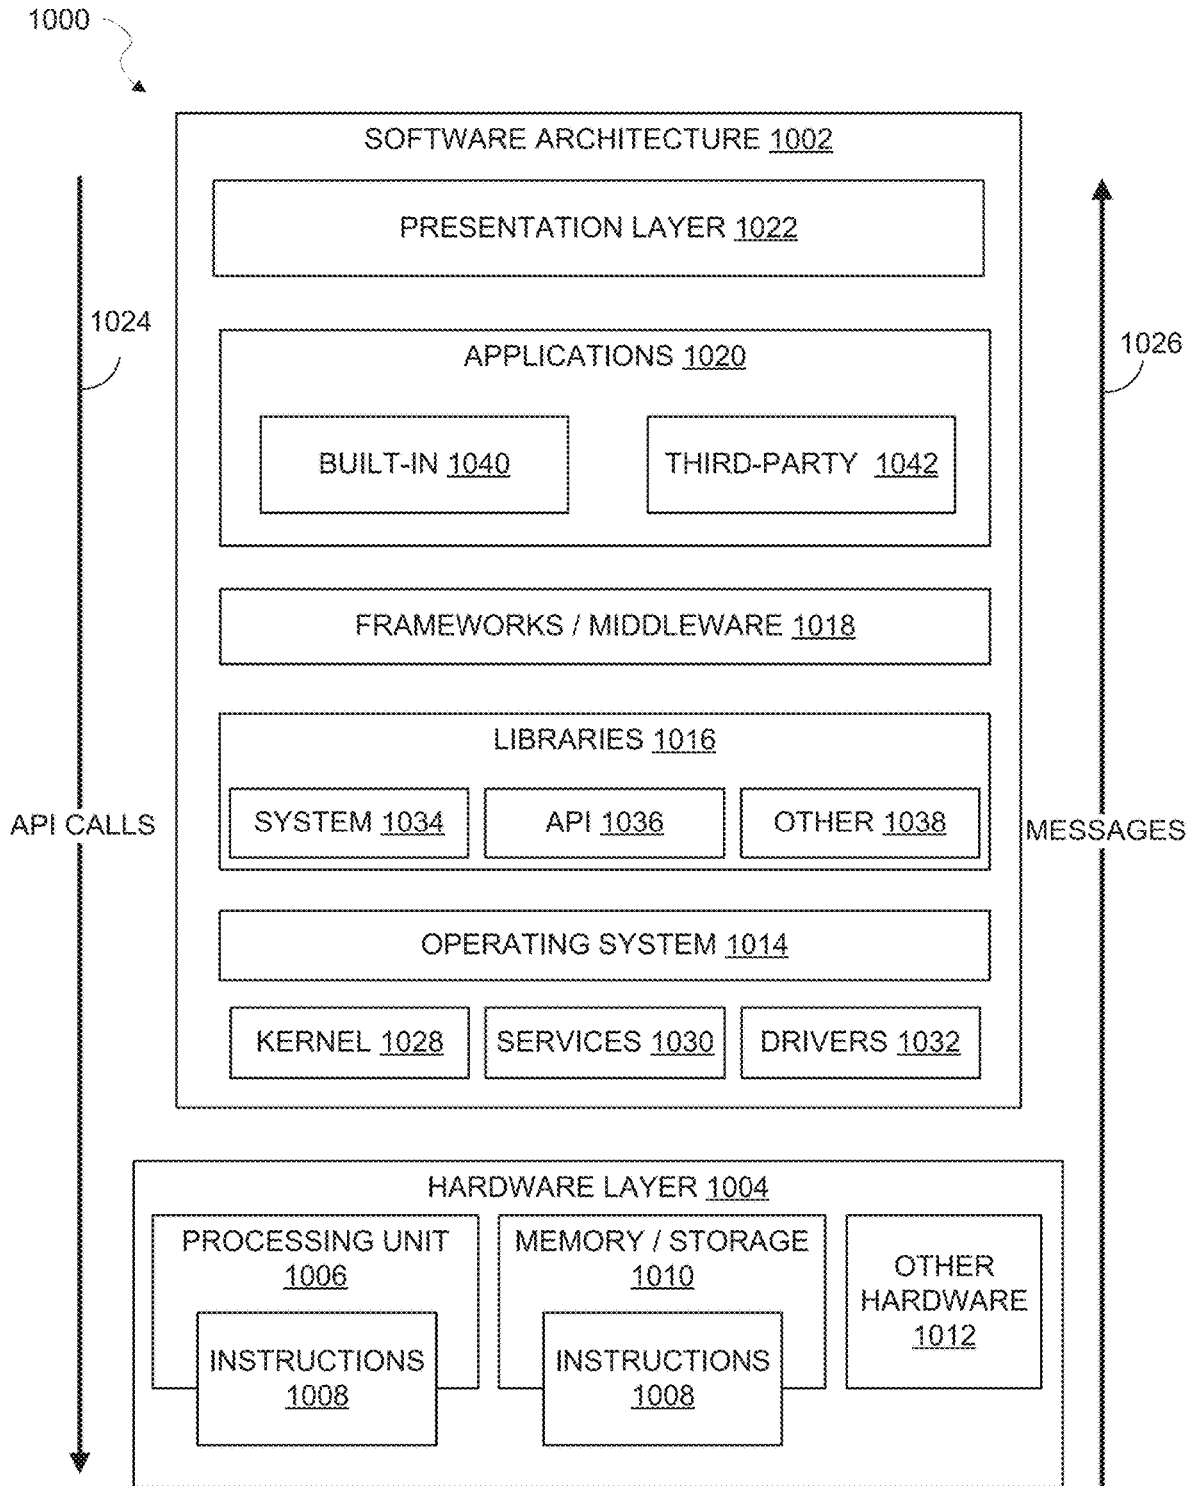 1000
SOFTWARE ARCHITECTURE 1002
PRESENTATION LAYER 1022
1024
APPLICATIONS 1020
1026
BUILT-IN 1040
THIRD-PARTY 1042
FRAMEWORKS / MIDDLEWARE 1018
LIBRARIES 1016
SYSTEM 1034
API 1036
OTHER 1038
API CALLS
MESSAGES
OPERATING SYSTEM 1014
KERNEL 1028
SERVICES 1030
DRIVERS 1032
HARDWARE LAYER 1004
PROCESSING UNIT
1006
INSTRUCTIONS
1008
MEMORY / STORAGE
1010
INSTRUCTIONS
1008
OTHER
HARDWARE
1012